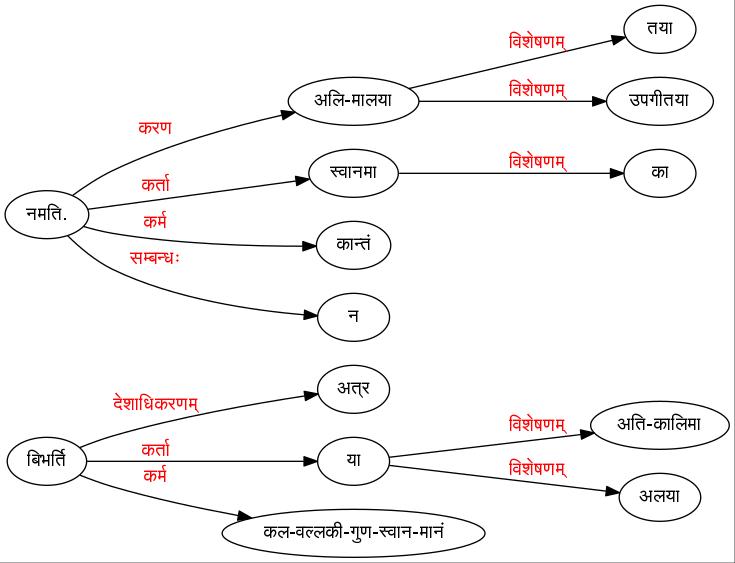 तया
विशेषणम्
अलि-मालया
विशेषणम्
उपगीतया
करण
स्वानमा
विशेषणम्
का
कर्ता
नमति.
कर्म
कान्तं
सम्बन्धः
न
अत्र
देशाधिकरणम्
विशेषणम्
अति-कालिमा
कर्ता
बिभर्ति
या
कर्म
विशेषणम्
अलया
कल-वल्लकी-गुण-स्वान-मानं